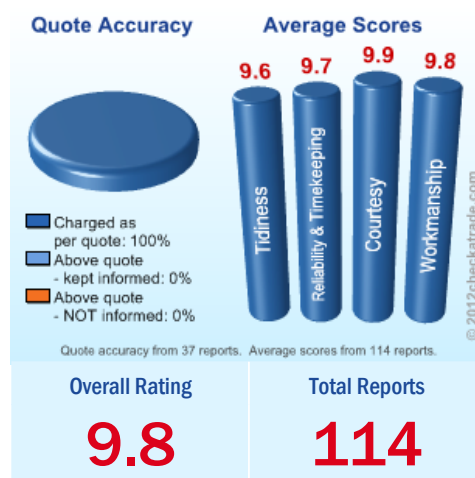 Quote Accuracy
Average Scores
9.6
9.7
9.9
9.8
Tidiness
Reliability & Timekeeping
Courtesy
Workmanship
Charged as
per quote: 100%
Above quote
- kept informed: 0%
Above quote
- NOT informed: 0%
© 2012checkatrade.com
Quote accuracy from 37 reports. Average scores from 114 reports.
Overall Rating
9.8
Total Reports
114